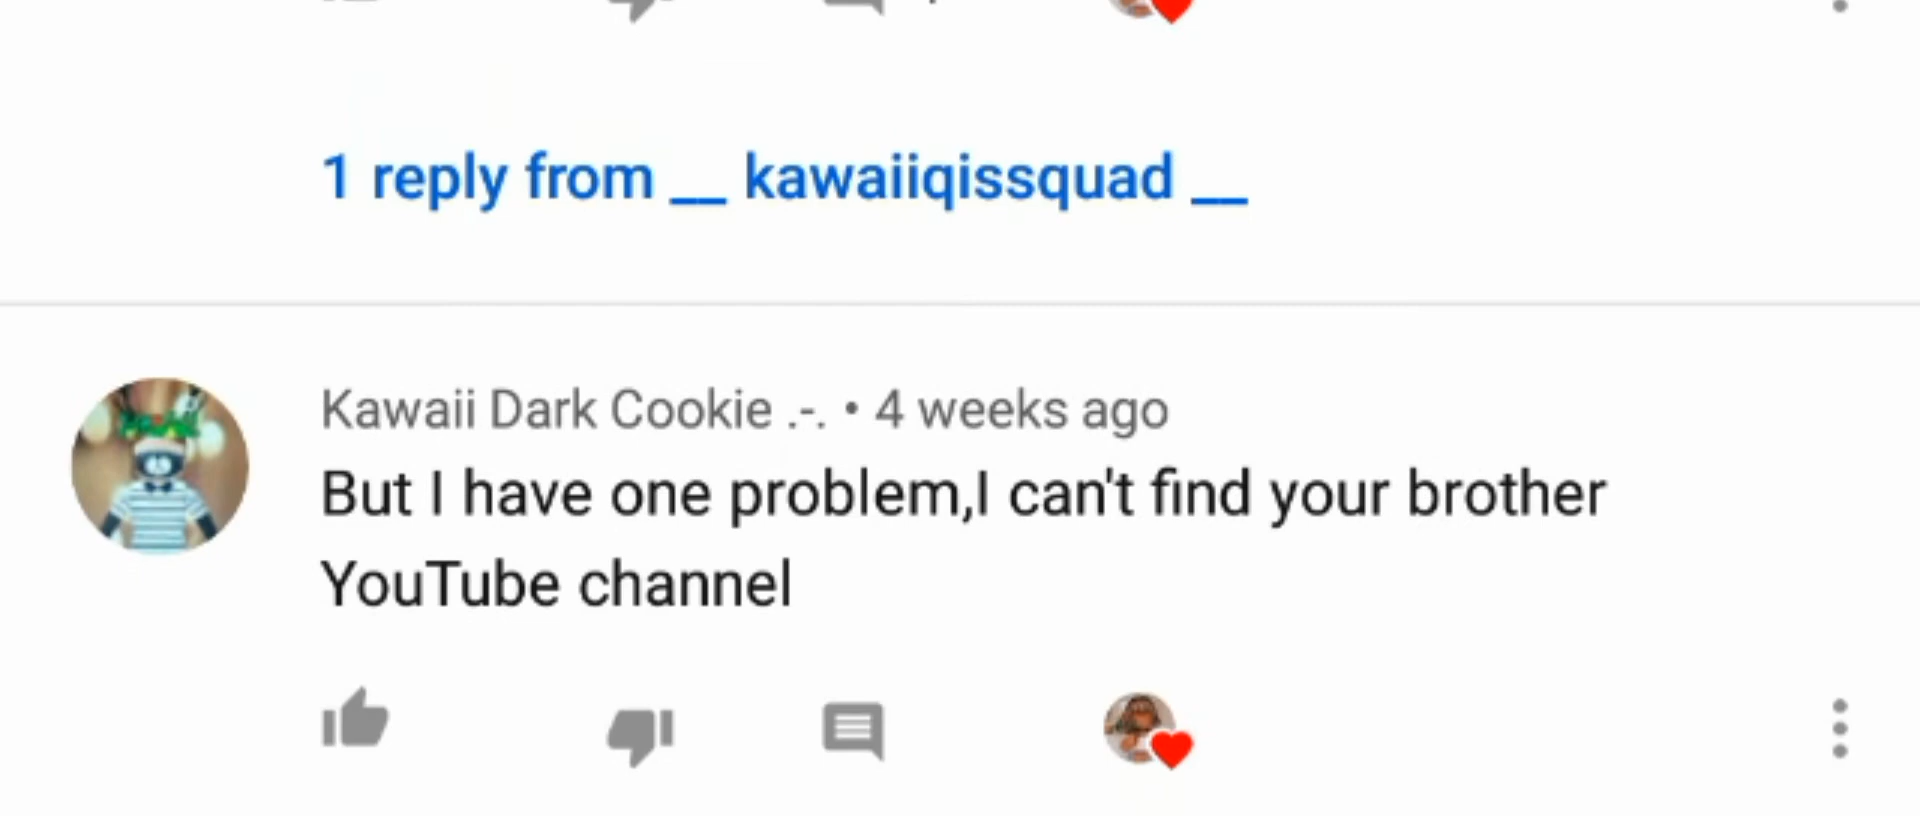 1 reply from __ kawaiiqissquad __
Kawaii Dark Cookie .-. • 4 weeks ago
But I have one problem,I can't find your brother
YouTube channel